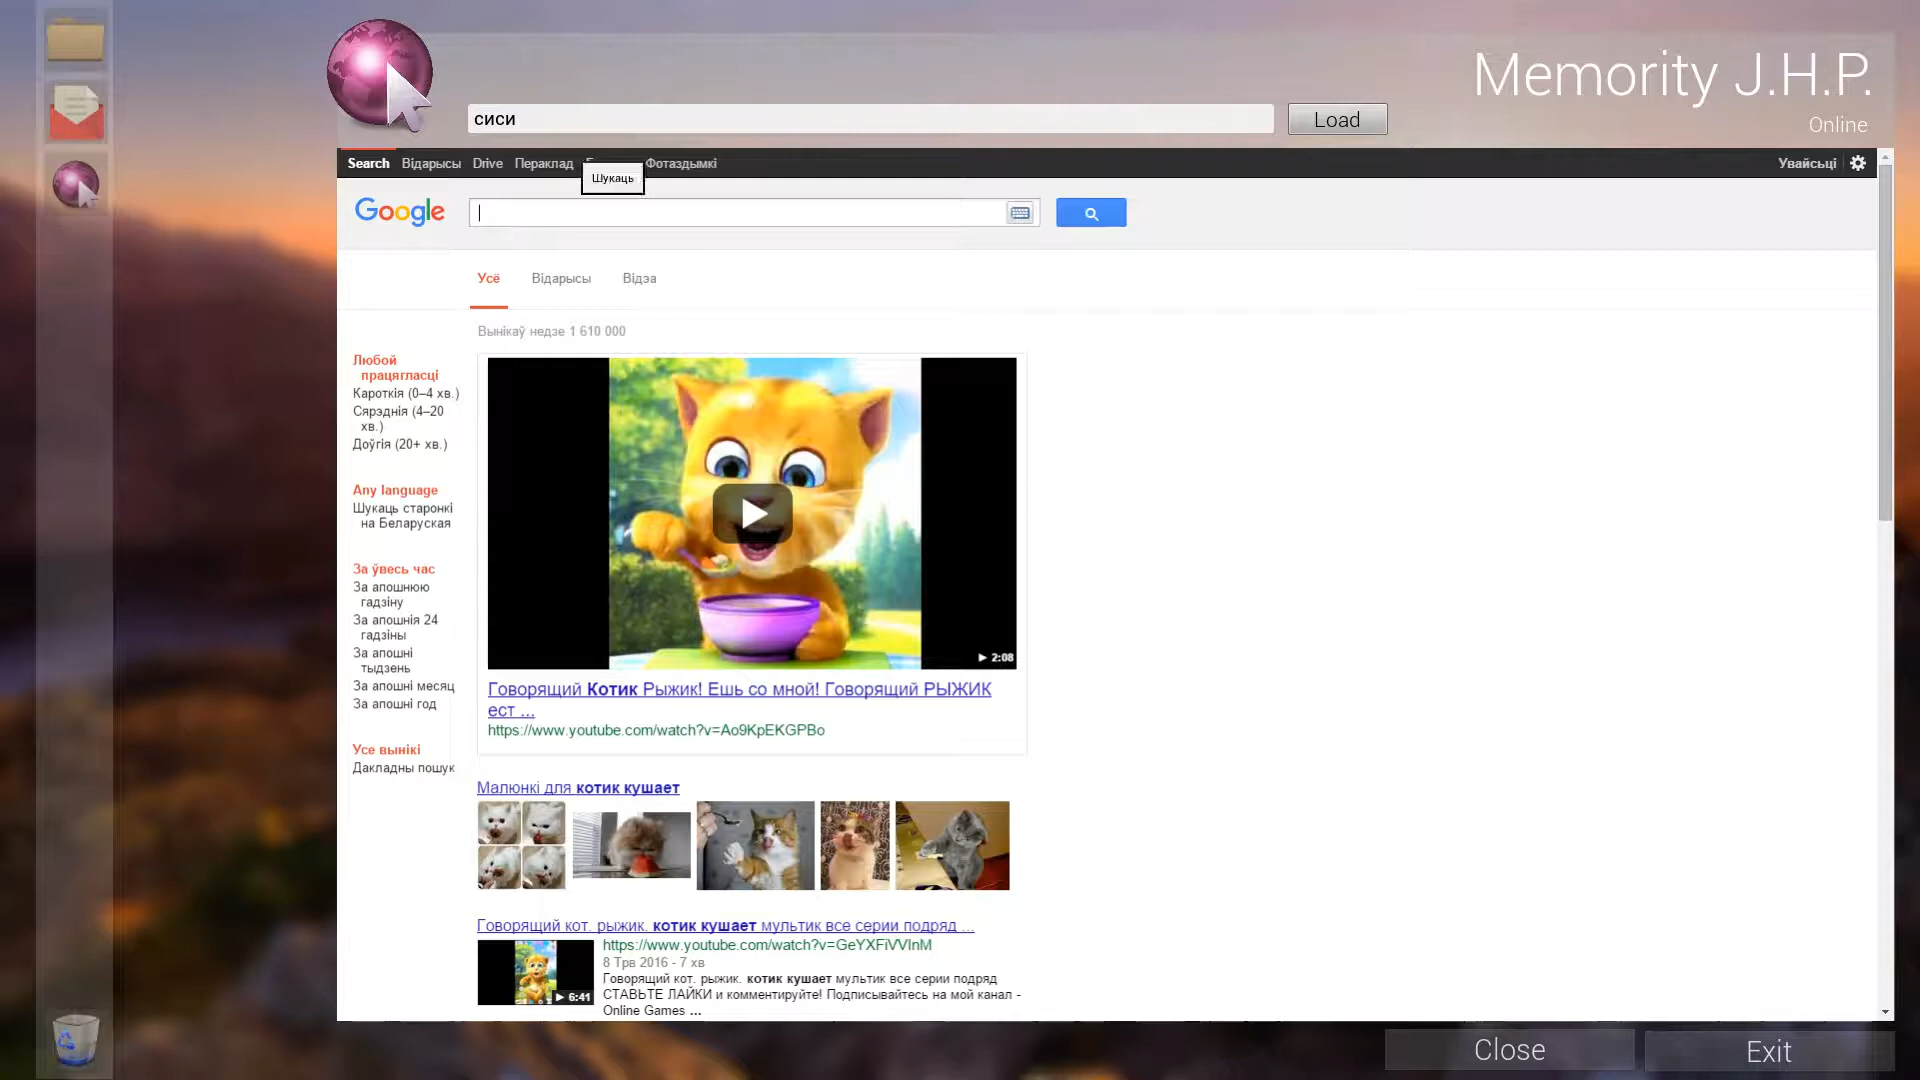 Memority J.H.P.
Online
сиси
Load
Search Відарысы Drive Пераклад Фотаздымкі
Увайсьці
Шукаць
Google
Усё Відарысы Відэа
Вынікаў недзе 1 610 000
Любой
працягласці
Кароткія (0–4 хв.)
Сярэднія (4–20
хв.)
Доўгія (20+ хв.)
Any language
Шукаць старонкі
на Беларуская
За ўвесь час
За апошнюю
гадзіну
За апошнія 24
гадзіны
За апошні
тыдзень
За апошні месяц
За апошні год
Усе вынікі
Дакладны пошук
2:08
Говорящий Котик Рыжик! Ешь со мной! Говорящий РЫЖИК
ест ...
https://www.youtube.com/watch?v=Ao9KpEKGPBo
Малюнкі для котик кушает
Говорящий кот. рыжик. котик кушает мультик все серии подряд ...
https://www.youtube.com/watch?v=GeYXFiVVInM
8 Трв 2016 - 7 хв
6:41
Говорящий кот. рыжик. котик кушает мультик все серии подряд
СТАВЬТЕ ЛАЙКИ и комментируйте! Подписывайтесь на мой канал -
Online Games ...
Close
Exit